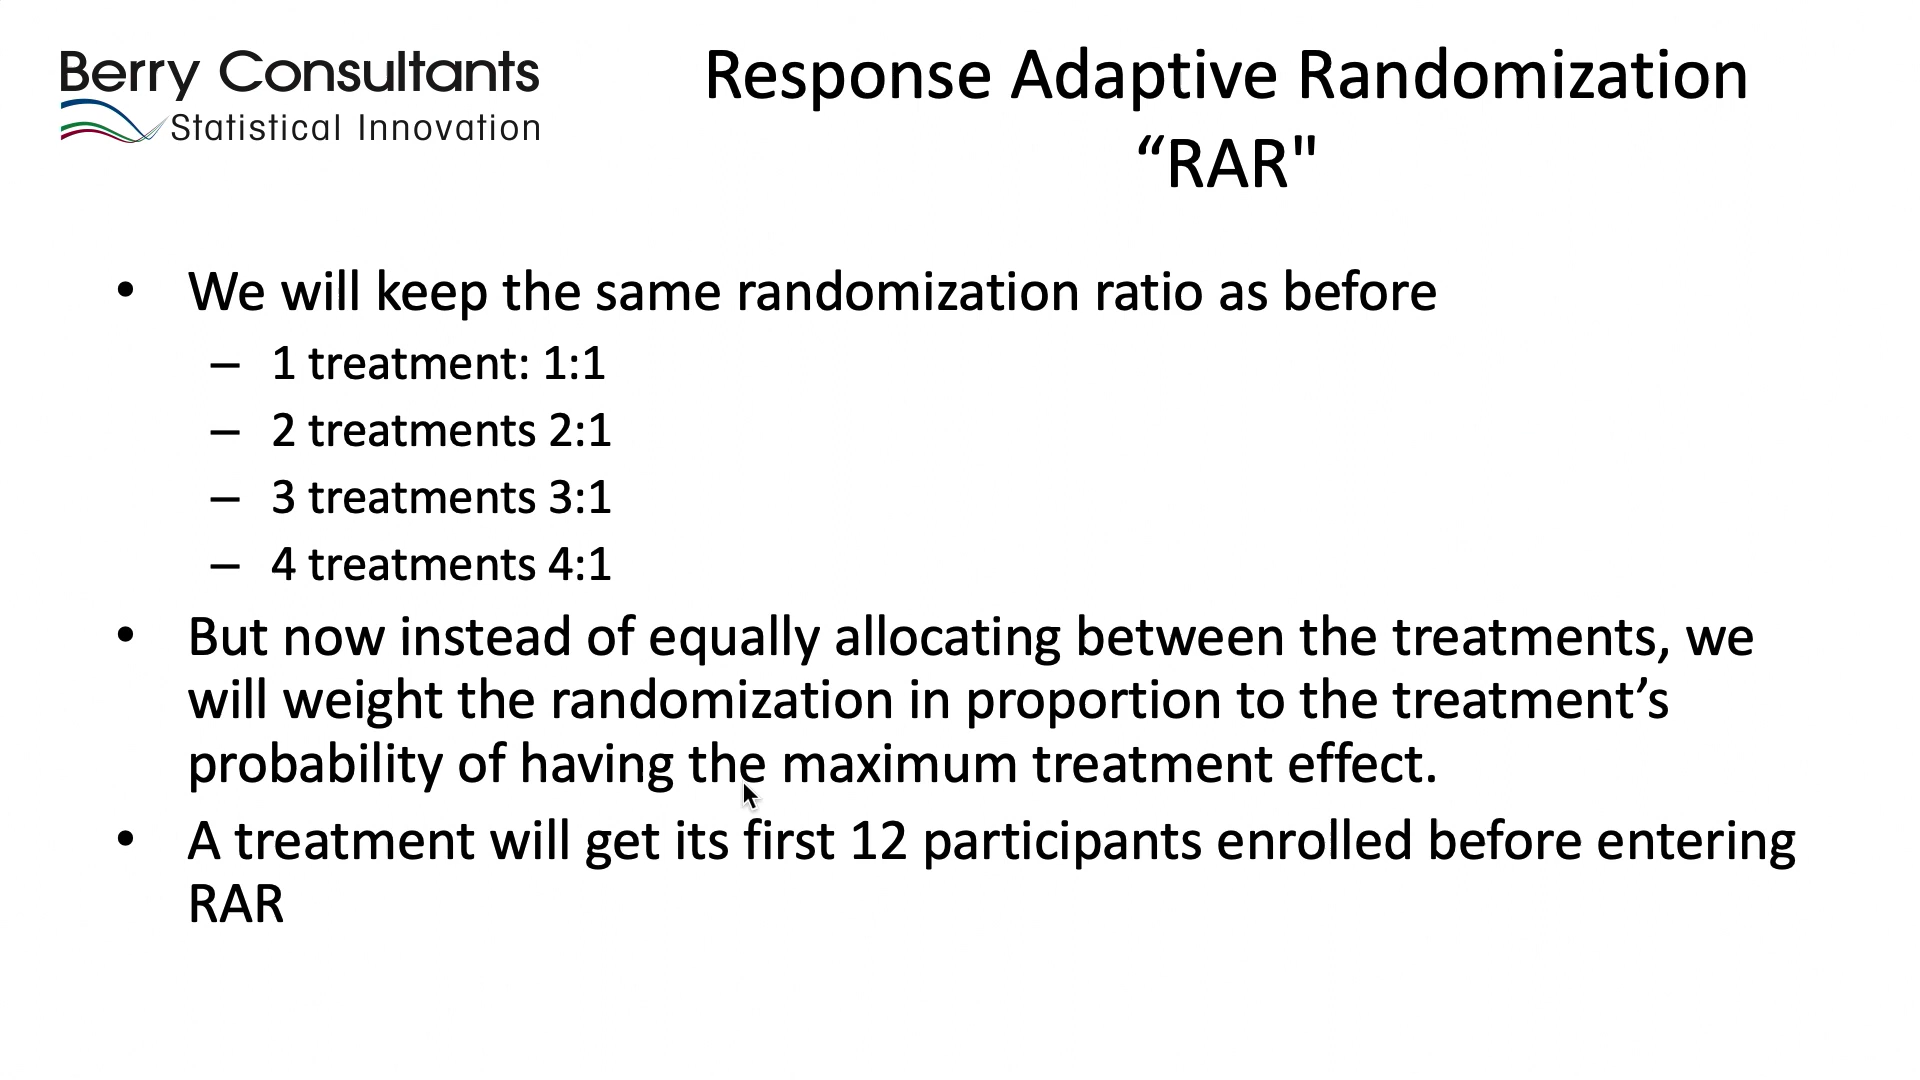 Berry Consultants
Statistical Innovation
Response Adaptive Randomization
“RAR"
• We will keep the same randomization ratio as before
– 1 treatment: 1:1
– 2 treatments 2:1
– 3 treatments 3:1
– 4 treatments 4:1
• But now instead of equally allocating between the treatments, we
will weight the randomization in proportion to the treatment’s
probability of having the maximum treatment effect.
• A treatment will get its first 12 participants enrolled before entering
RAR